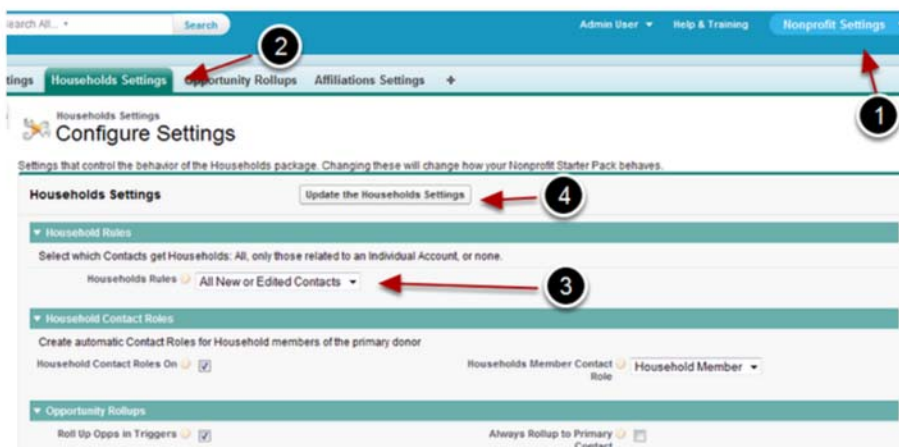 Search All...
Search
Admin User
Help & Training
Nonprofit Settings
2
1
tings
Households Settings
Opportunity Rollups
Affiliations Settings
+
Households Settings
Configure Settings
Settings that control the behavior of the Households package. Changing these will change how your Nonprofit Starter Pack behaves.
Households Settings
Update the Households Settings
4
Household Rules
Select which Contacts get Households: All, only those related to an Individual Account, or none.
Households Rules
All New or Edited Contacts
3
Household Contact Roles
Create automatic Contact Roles for Household members of the primary donor
Household Contact Roles On
Households Member Contact Role
Household Member
Opportunity Rollups
Roll Up Opps in Triggers
Always Rollup to Primary Contact